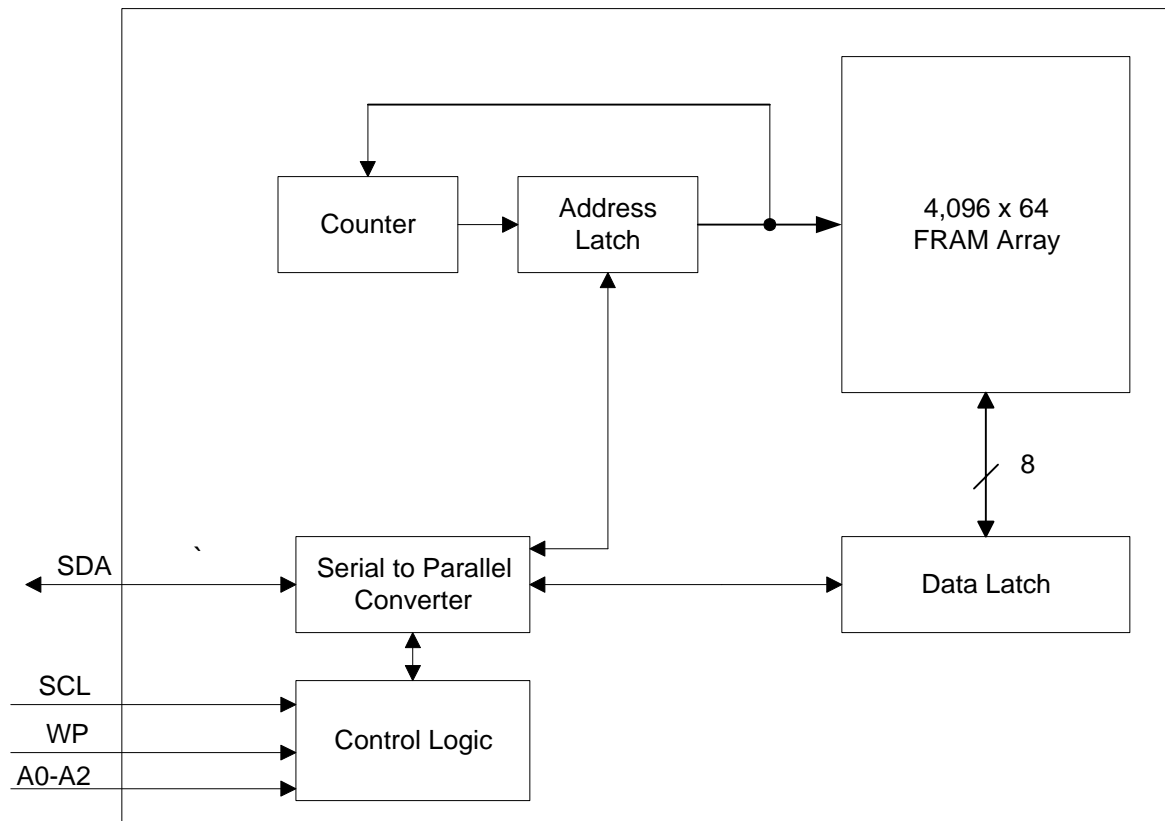 Counter
Address
Latch
4,096 x 64
FRAM Array
8
`
SDA
Serial to Parallel
Converter
Data Latch
SCL
WP
A0-A2
Control Logic